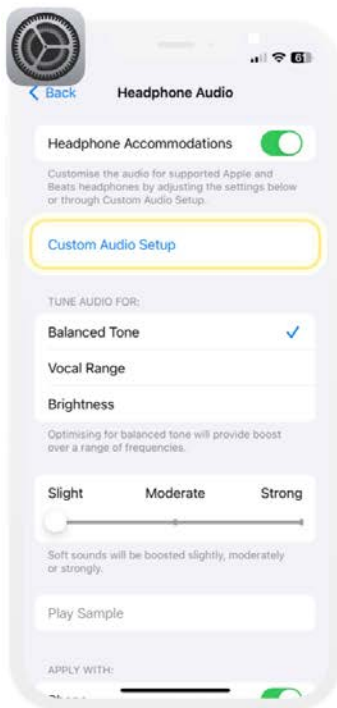 61
Back
Headphone Audio
Headphone Accommodations
Customise the audio for supported Apple and
Beats headphones by adjusting the settings below
or through Custom Audio Setup.
Custom Audio Setup
TUNE AUDIO FOR:
Balanced Tone
Vocal Range
Brightness
Optimising for balanced tone will provide boost
over a range of frequencies.
Slight Moderate Strong
Soft sounds will be boosted slightly, moderately
or strongly.
Play Sample
APPLY WITH:
Phone